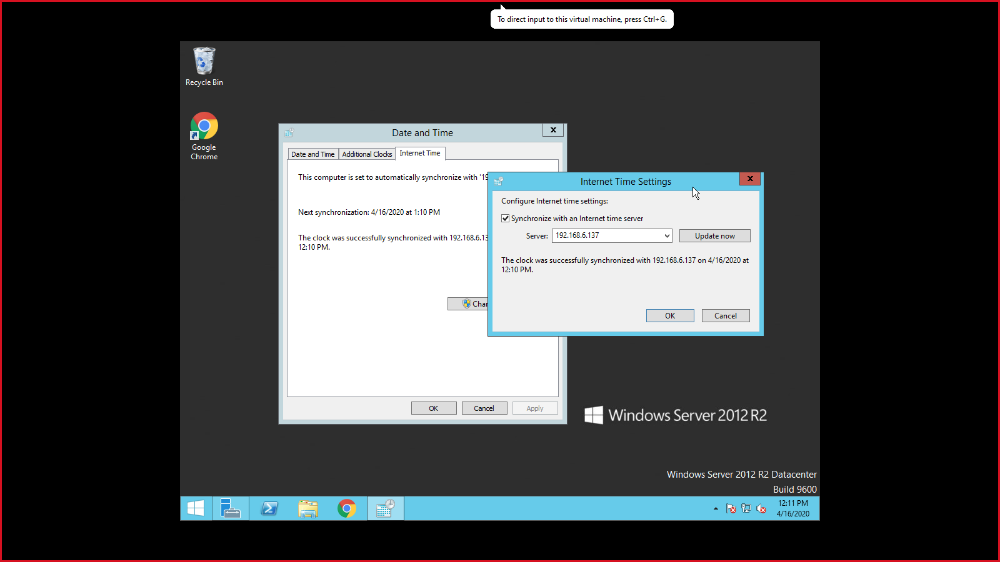 To direct input to this virtual machine, press Ctrl+G.
Recycle Bin
Google
Chrome
Date and Time
x
Date and Time
Additional Clocks
Internet Time
This computer is set to automatically synchronize with '19
Next synchronization: 4/16/2020 at 1:10 PM
The clock was successfully synchronized with 192.168.6.13
12:10 PM.
Char
OK
Cancel
Apply
Internet Time Settings
x
Configure Internet time settings:
Synchronize with an Internet time server
Server:
192.168.6.137
Update now
The clock was successfully synchronized with 192.168.6.137 on 4/16/2020 at
12:10 PM.
OK
Cancel
Windows Server 2012 R2
Windows Server 2012 R2 Datacenter
Build 9600
12:11 PM
4/16/2020